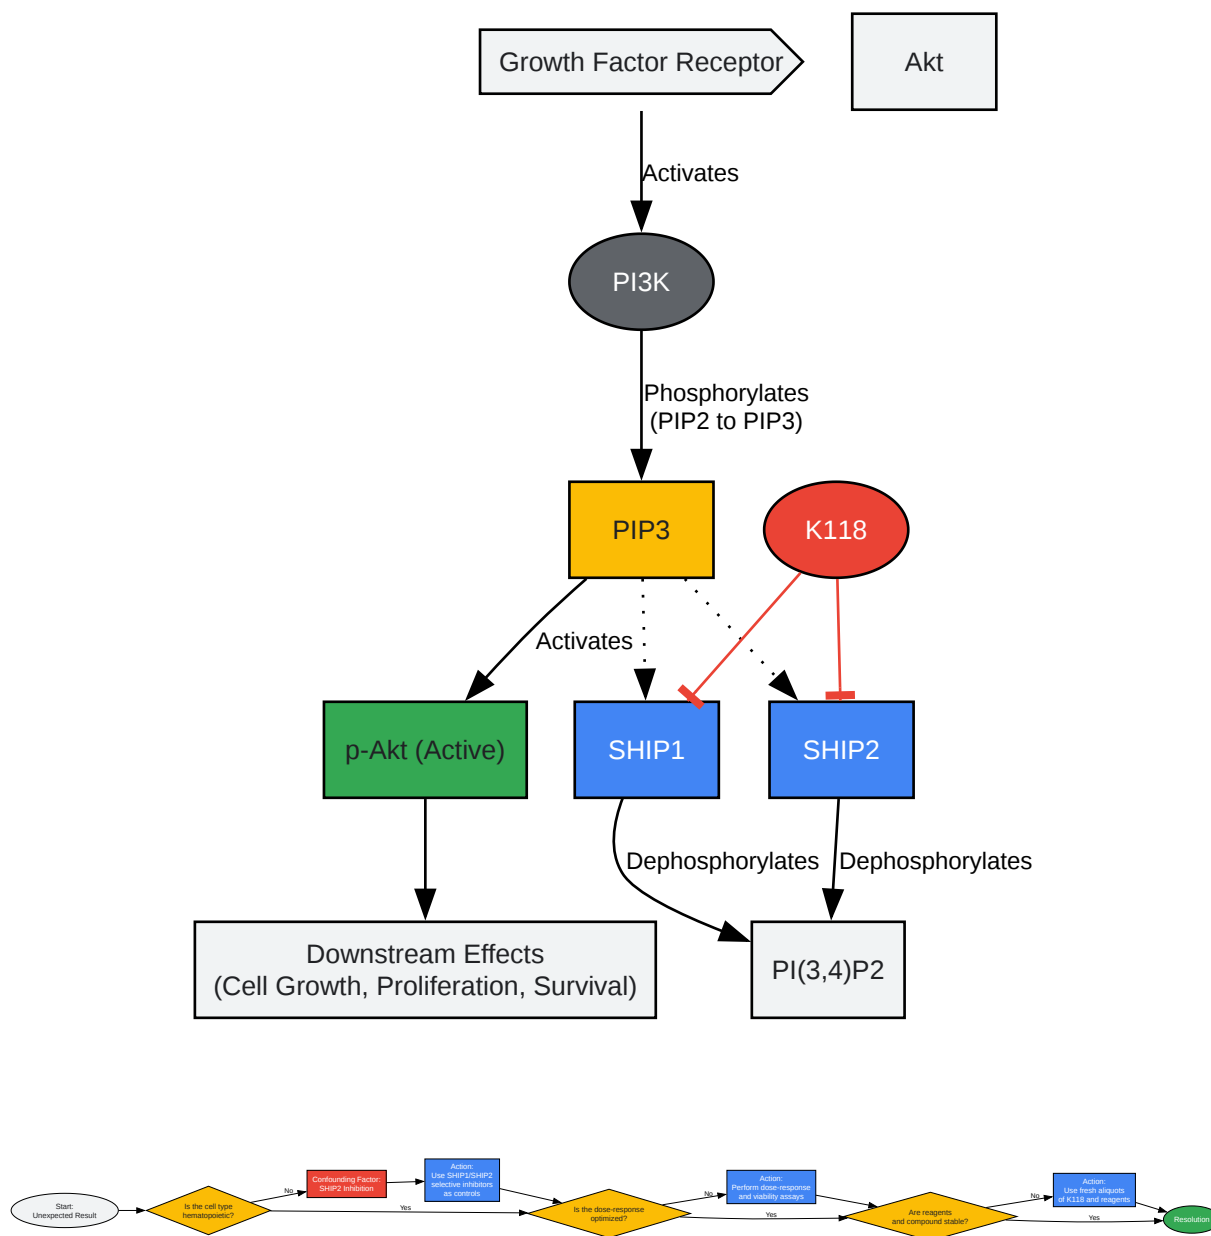 Growth Factor Receptor
Akt
Activates
PI3K
Phosphorylates
(PIP2 to PIP3)
PIP3
K118
Activates
p-Akt (Active)
SHIP1
SHIP2
Dephosphorylates
Dephosphorylates
Downstream Effects
(Cell Growth, Proliferation, Survival)
PI(3,4)P2
Start:
Unexpected Result
Is the cell type
hematopoietic?
No
Confounding Factor:
SHIP2 Inhibition
Action:
Use SHIP1/SHIP2
selective inhibitors
as controls
Yes
Is the dose-response
optimized?
No
Action:
Perform dose-response
and viability assays
Yes
Are reagents
and compound stable?
No
Action:
Use fresh aliquots
of K118 and reagents
Yes
Resolution